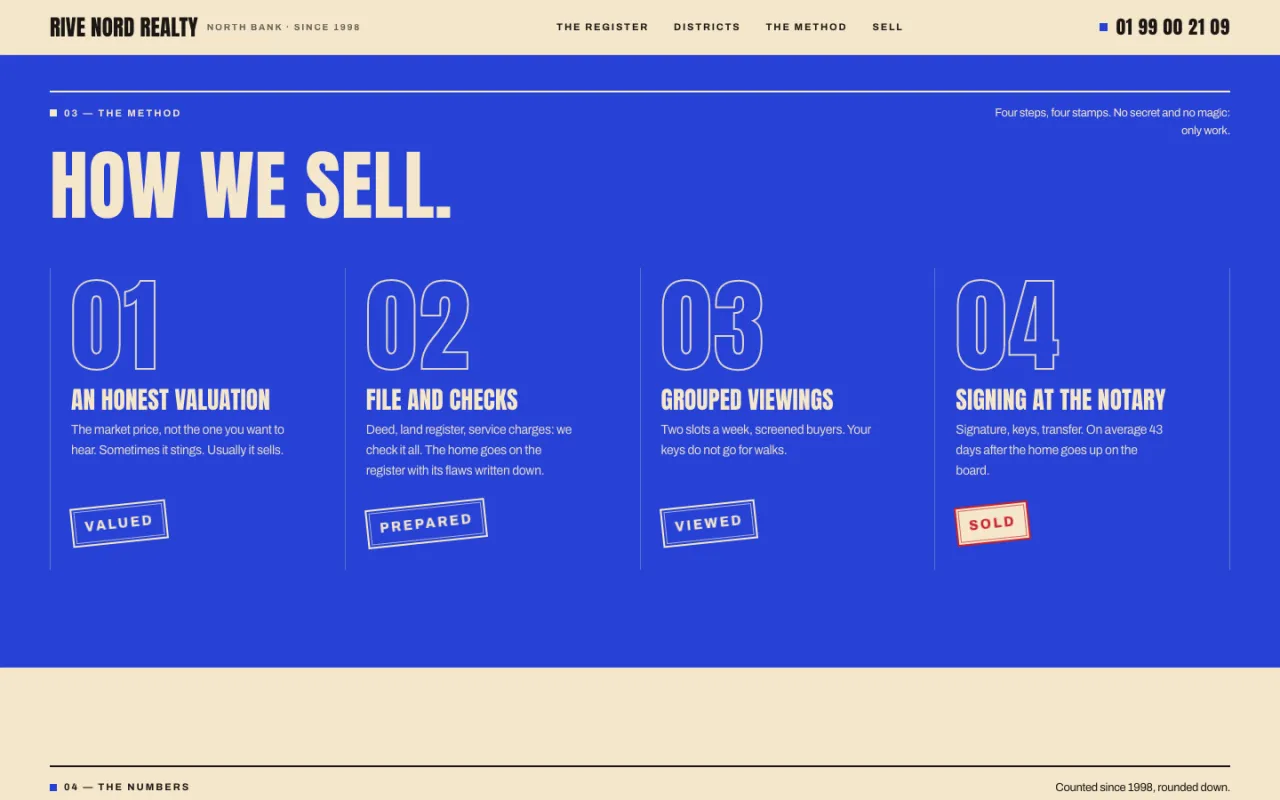 RIVE NORD REALTY
NORTH BANK · SINCE 1998
THE REGISTER
DISTRICTS
THE METHOD
SELL
01 99 00 21 09
03 — THE METHOD
Four steps, four stamps. No secret and no magic:
only work.
HOW WE SELL.
01
AN HONEST VALUATION
The market price, not the one you want to
hear. Sometimes it stings. Usually it sells.
VALUED
02
FILE AND CHECKS
Deed, land register, service charges: we
check it all. The home goes on the
register with its flaws written down.
PREPARED
03
GROUPED VIEWINGS
Two slots a week, screened buyers. Your
keys do not go for walks.
VIEWED
04
SIGNING AT THE NOTARY
Signature, keys, transfer. On average 43
days after the home goes up on the
board.
SOLD
04 — THE NUMBERS
Counted since 1998, rounded down.